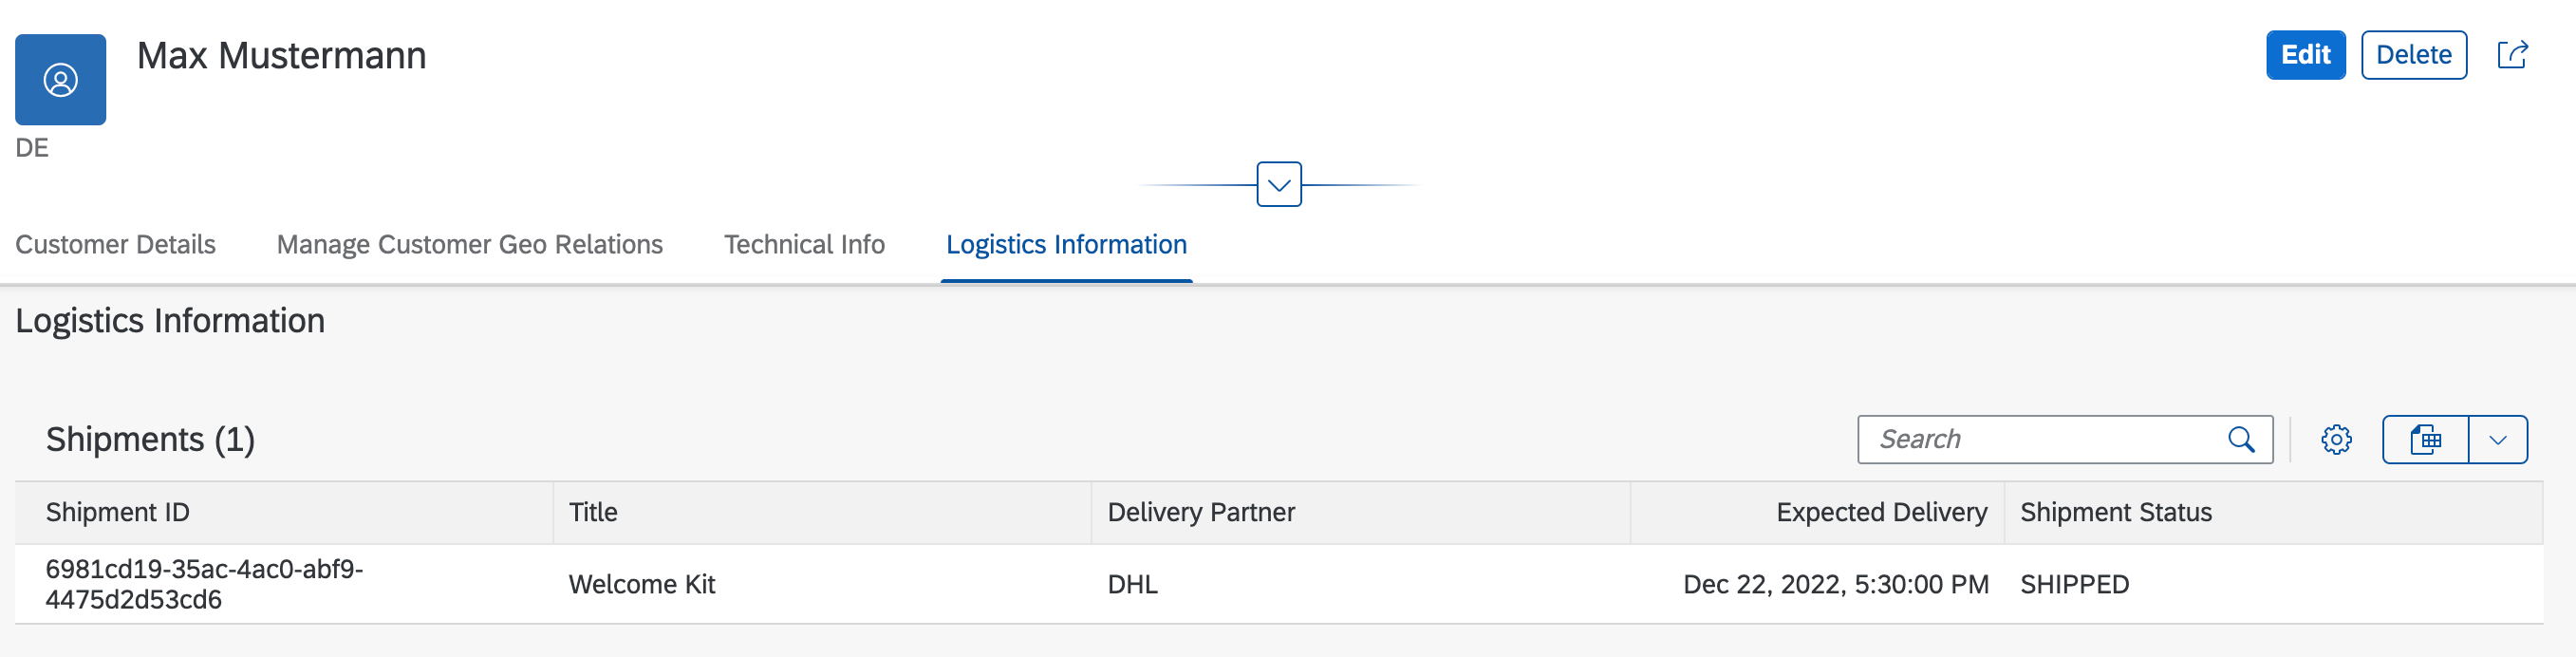 Max Mustermann
Edit
Delete
DE
Customer Details
Manage Customer Geo Relations
Technical Info
Logistics Information
Logistics Information
Shipments (1)
Search
Shipment ID
Title
Delivery Partner
Expected Delivery
Shipment Status
6981cd19-35ac-4ac0-abf9-
4475d2d53cd6
Welcome Kit
DHL
Dec 22, 2022, 5:30:00 PM
SHIPPED